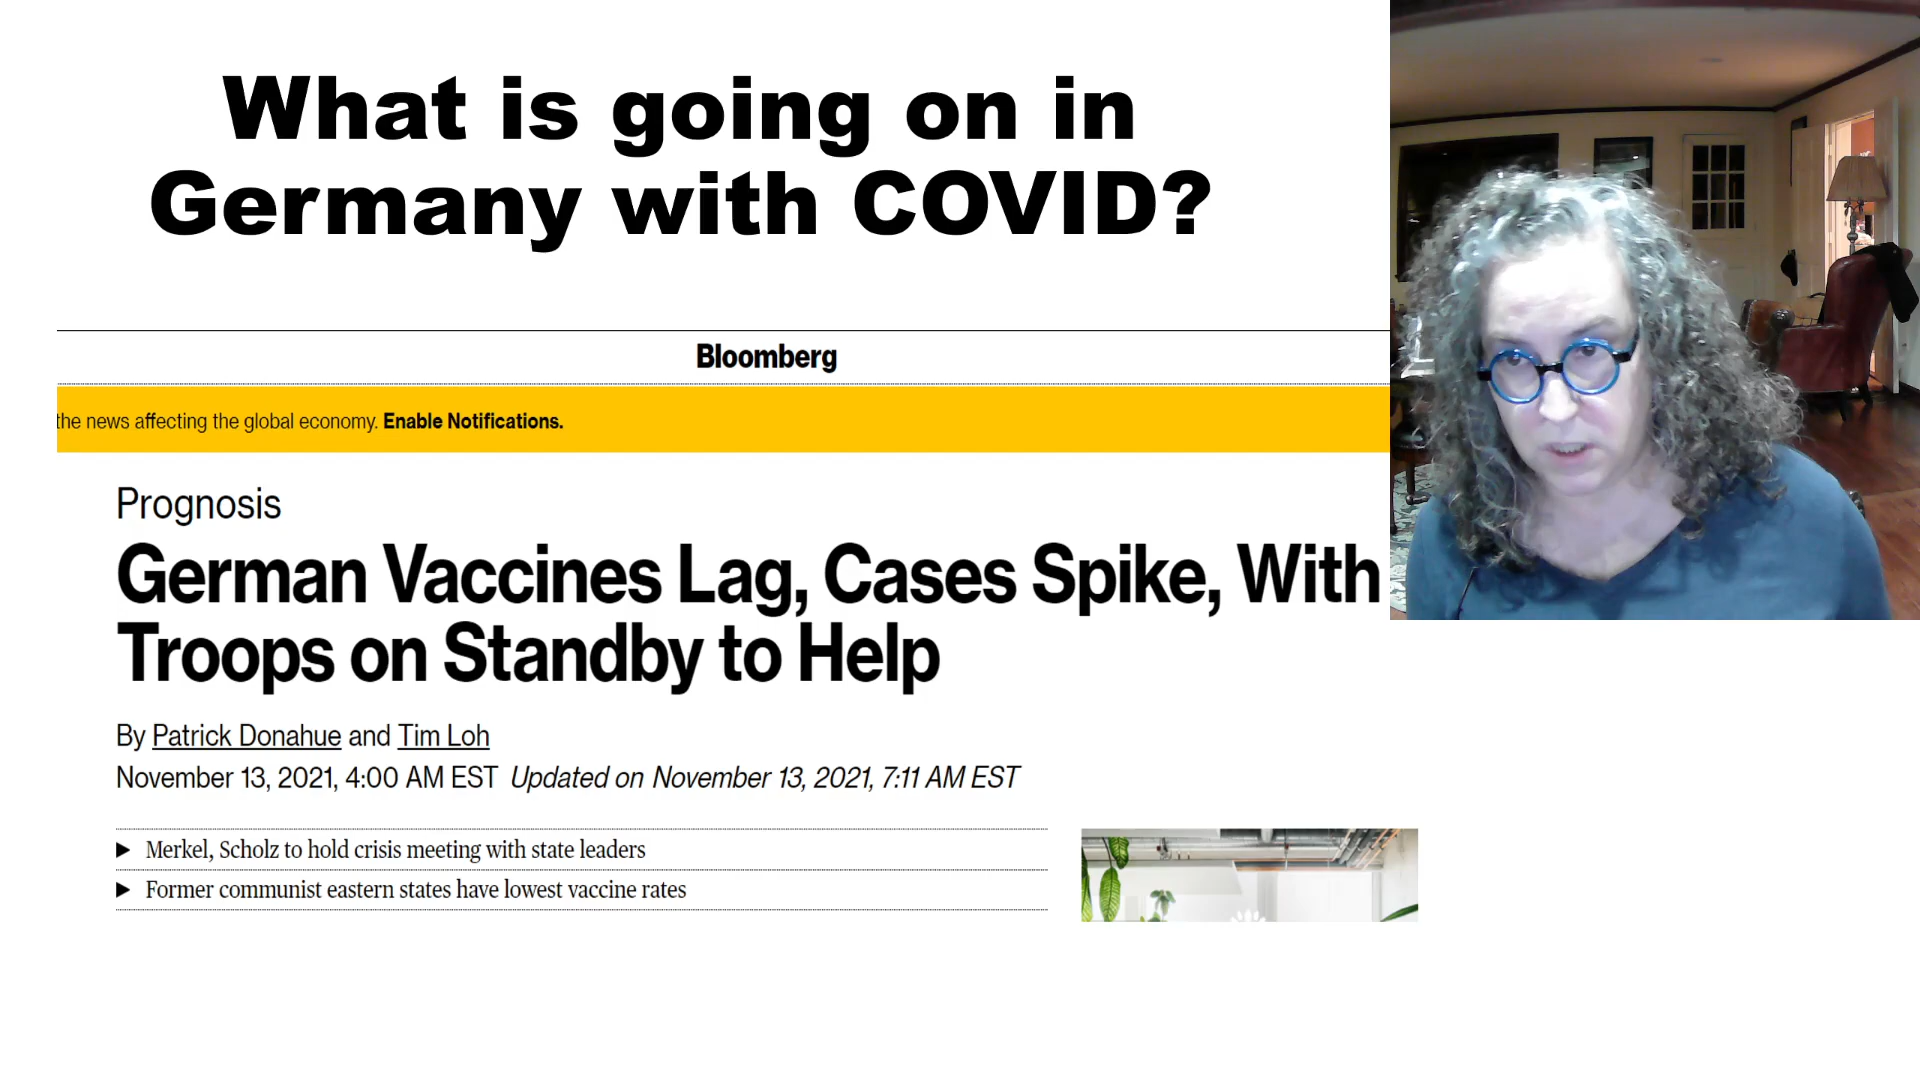 What is going on in
Germany with COVID?
Bloomberg
the news affecting the global economy. Enable Notifications.
Prognosis
German Vaccines Lag, Cases Spike, With
Troops on Standby to Help
By Patrick Donahue and Tim Loh
November 13, 2021, 4:00 AM EST Updated on November 13, 2021, 7:11 AM EST
▶ Merkel, Scholz to hold crisis meeting with state leaders
▶ Former communist eastern states have lowest vaccine rates